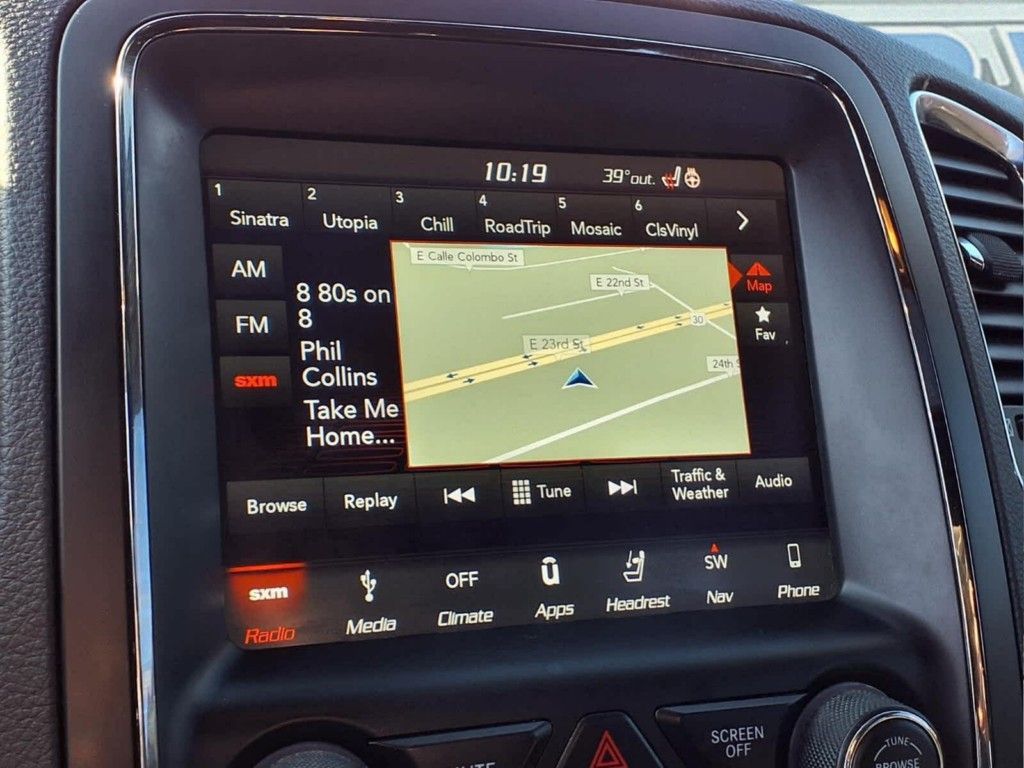 10:19
39°out.
1
2
3
4
5
6
Sinatra
Utopia
Chill
RoadTrip
Mosaic
ClsVinyl
AM
FM
sxm
8 80s on
8
Phil
Collins
Take Me
Home...
E Calle Colombo St
E 22nd St
30
E 23rd St
24th
Map
Fav
Browse
Replay
Tune
Traffic &
Weather
Audio
sxm
Radio
Media
OFF
Climate
Apps
Headrest
SW
Nav
Phone
SCREEN
OFF
TUNE
BROWSE